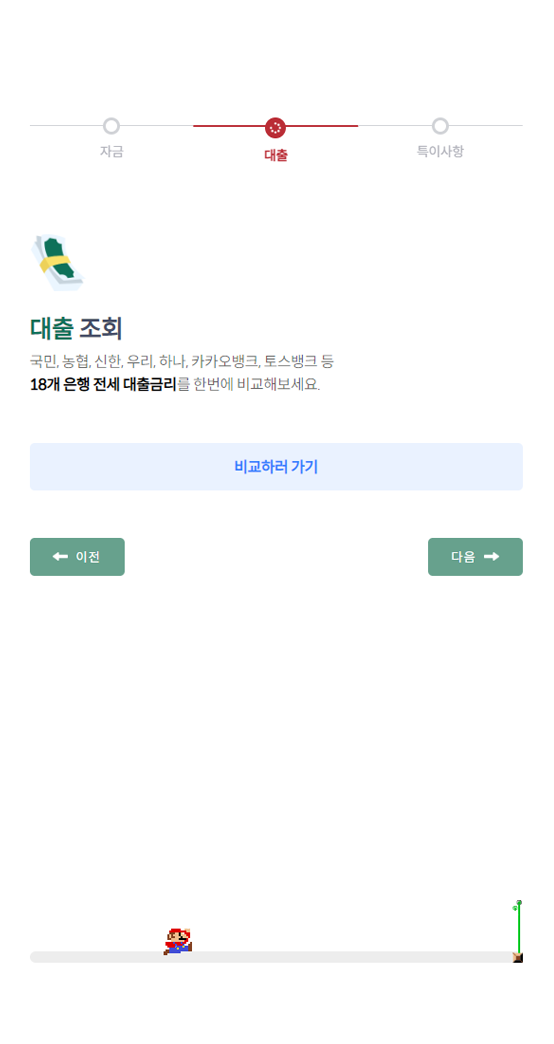 자금
대출
특이사항
대출 조회
국민, 농협, 신한, 우리, 하나, 카카오뱅크, 토스뱅크 등
18개 은행 전세 대출금리를 한번에 비교해보세요.
비교하러 가기
이전
다음